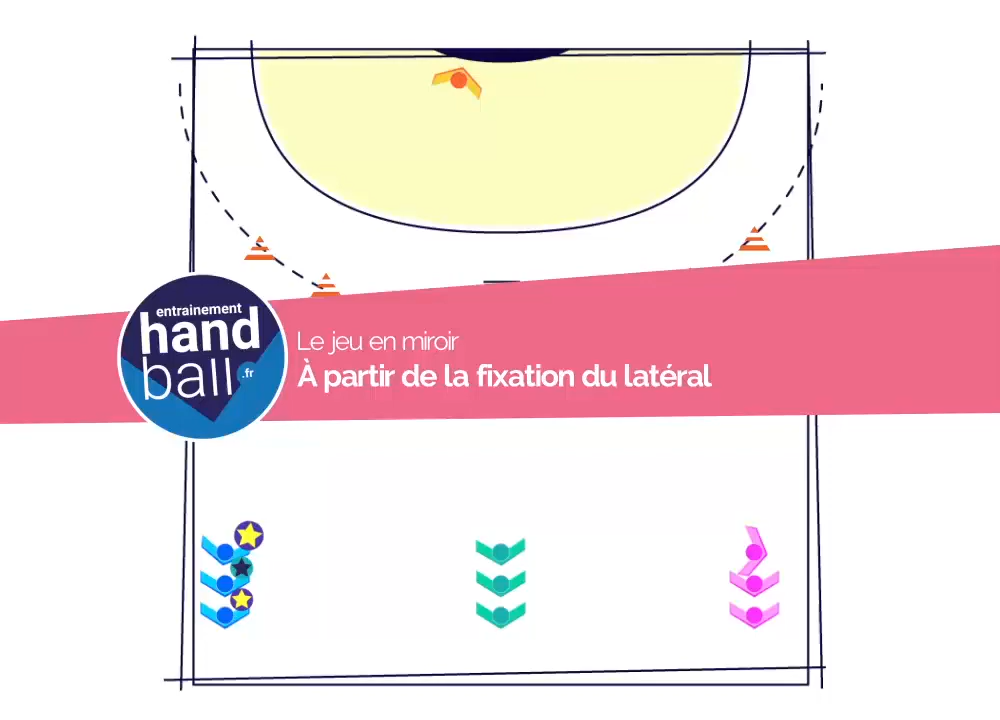 entrainement
hand
ball.fr
Le jeu en miroir
À partir de la fixation du latéral